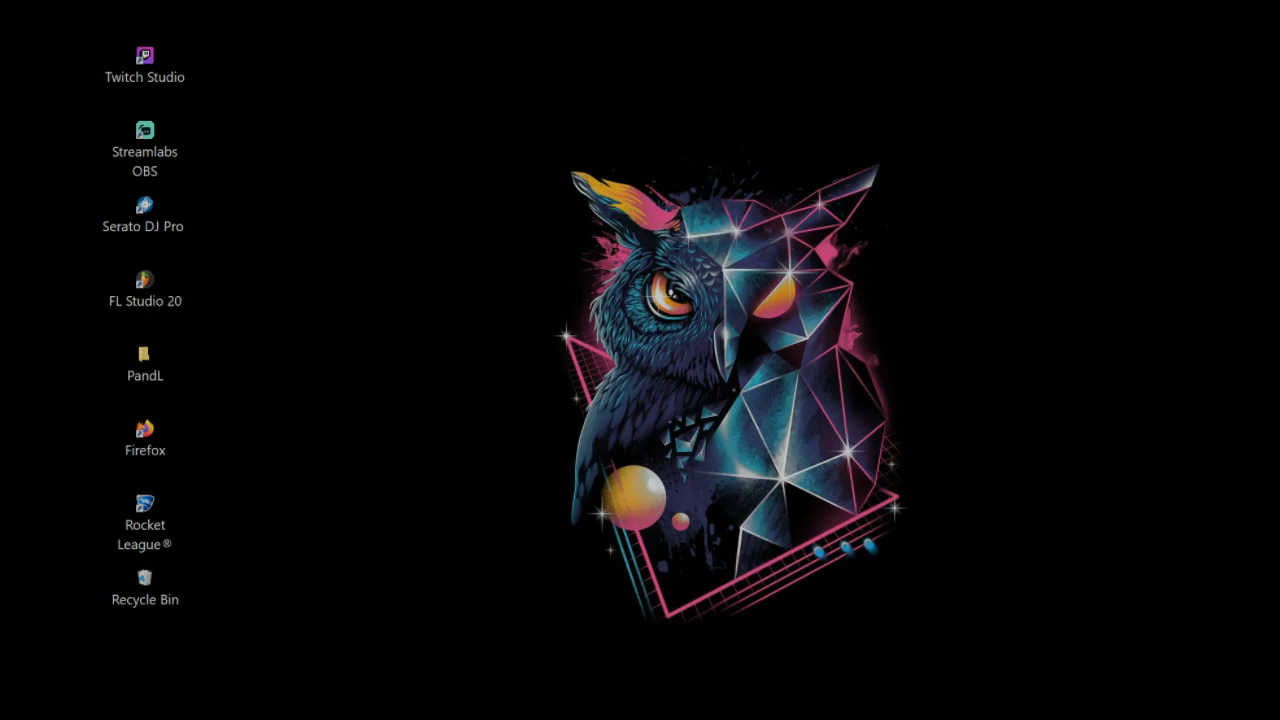 Twitch Studio
Streamlabs
OBS
Serato DJ Pro
FL Studio 20
PandL
Firefox
Rocket
League®
Recycle Bin